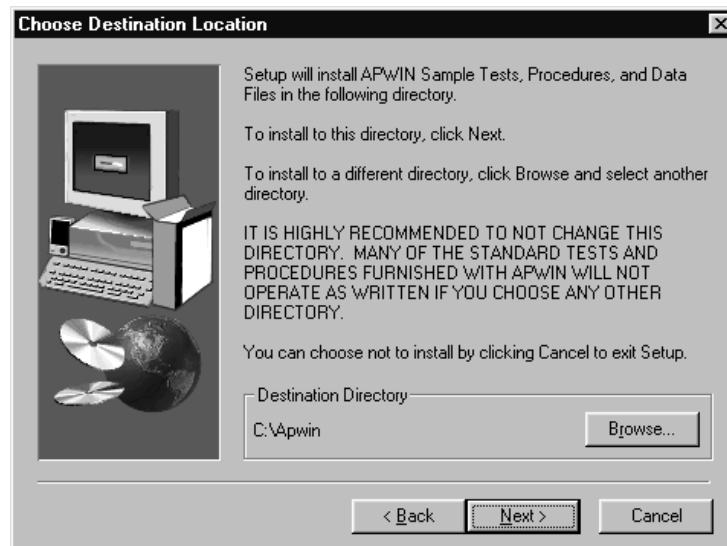 Choose Destination Location
Setup will install APWIN Sample Tests, Procedures, and Data
Files in the following directory.
To install to this directory, click Next.
To install to a different directory, click Browse and select another
directory.
IT IS HIGHLY RECOMMENDED TO NOT CHANGE THIS
DIRECTORY. MANY OF THE STANDARD TESTS AND
PROCEDURES FURNISHED WITH APWIN WILL NOT
OPERATE AS WRITTEN IF YOU CHOOSE ANY OTHER
DIRECTORY.
You can choose not to install by clicking Cancel to exit Setup.
Destination Directory
C:\Apwin
Browse...
< Back
Next >
Cancel